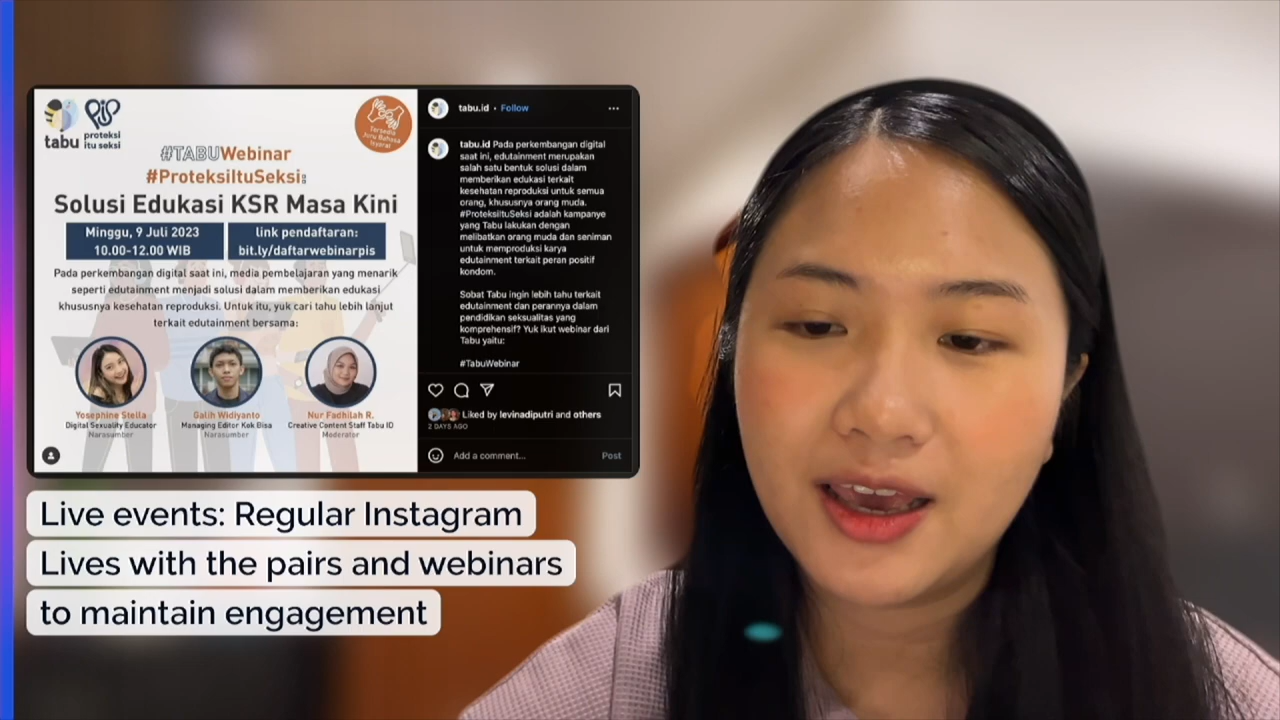 tabu
proteksi
itu seksi
Tersedia
Juru Bahasa
Isyarat
#TABUWebinar
#ProteksiItuSeksi:
Solusi Edukasi KSR Masa Kini
Minggu, 9 Juli 2023
10.00-12.00 WIB
link pendaftaran:
bit.ly/daftarwebinarpis
Pada perkembangan digital saat ini, media pembelajaran yang menarik
seperti edutainment menjadi solusi dalam memberikan edukasi
khususnya kesehatan reproduksi. Untuk itu, yuk cari tahu lebih lanjut
terkait edutainment bersama:
Yosephine Stella
Digital Sexuality Educator
Narasumber
Galih Widiyanto
Managing Editor Kok Bisa
Narasumber
Nur Fadhilah R.
Creative Content Staff Tabu ID
Moderator
tabu.id • Follow
tabu.id Pada perkembangan digital
saat ini, edutainment merupakan
salah satu bentuk solusi dalam
memberikan edukasi terkait
kesehatan reproduksi untuk semua
orang, khususnya orang muda.
#ProteksiItuSeksi adalah kampanye
yang Tabu lakukan dengan
melibatkan orang muda dan seniman
untuk memproduksi karya
edutainment terkait peran positif
kondom.
Sobat Tabu ingin lebih tahu terkait
edutainment dan perannya dalam
pendidikan seksualitas yang
komprehensif? Yuk ikut webinar dari
Tabu yaitu:
#TabuWebinar
Liked by levinadiputri and others
2 DAYS AGO
Add a comment...
Post
Live events: Regular Instagram
Lives with the pairs and webinars
to maintain engagement